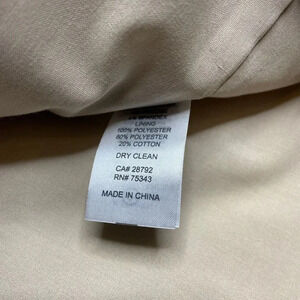 SPANDEX
LINING
100% POLYESTER
80% POLYESTER
20% COTTON
DRY CLEAN
CA# 28792
RN# 75343
MADE IN CHINA